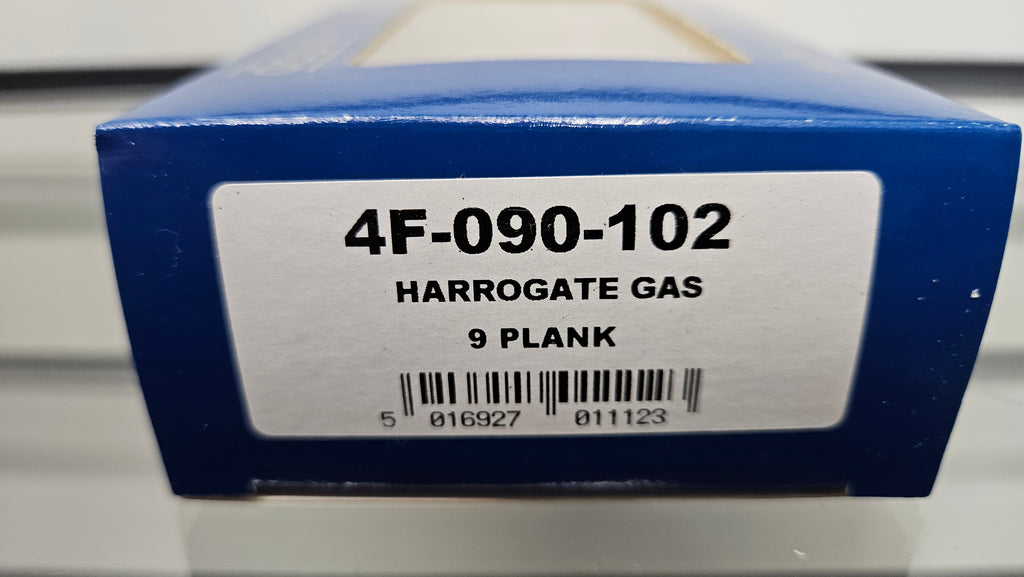 4F-090-102
HARROGATE GAS
9 PLANK
5 016927 011123